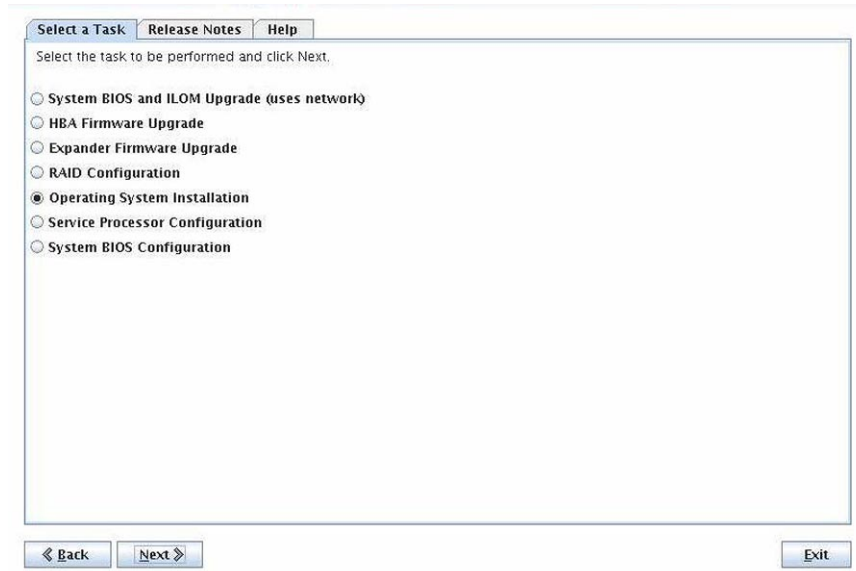 Select a Task Release Notes Help
Select the task to be performed and click Next.
System BIOS and ILOM Upgrade (uses network)
HBA Firmware Upgrade
Expander Firmware Upgrade
RAID Configuration
Operating System Installation
Service Processor Configuration
System BIOS Configuration
Back Next Exit